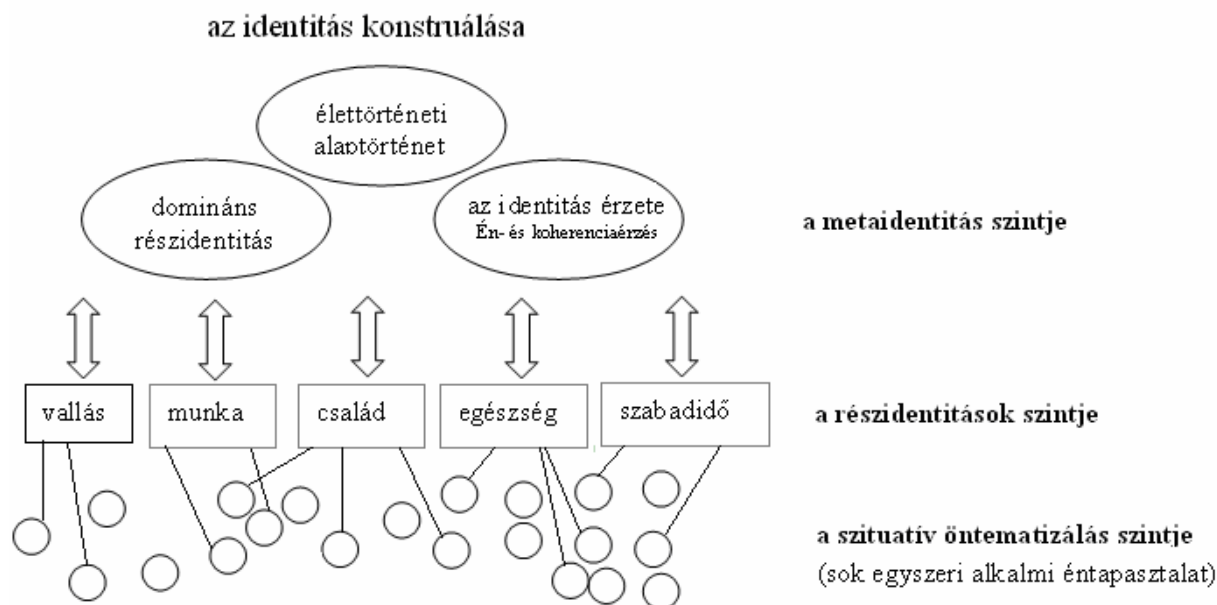 az identitás konstruálása
élettörténeti
alaptörténet
domináns
részidentitás
az identitás érzete
Én- és koherenciaérzés
a metaidentitás szintje
vallás
munka
család
egészség
szabadidő
a részidentitások szintje
a szituatív öntematizálás szintje
(sok egyszeri alkalmi éntapasztalat)